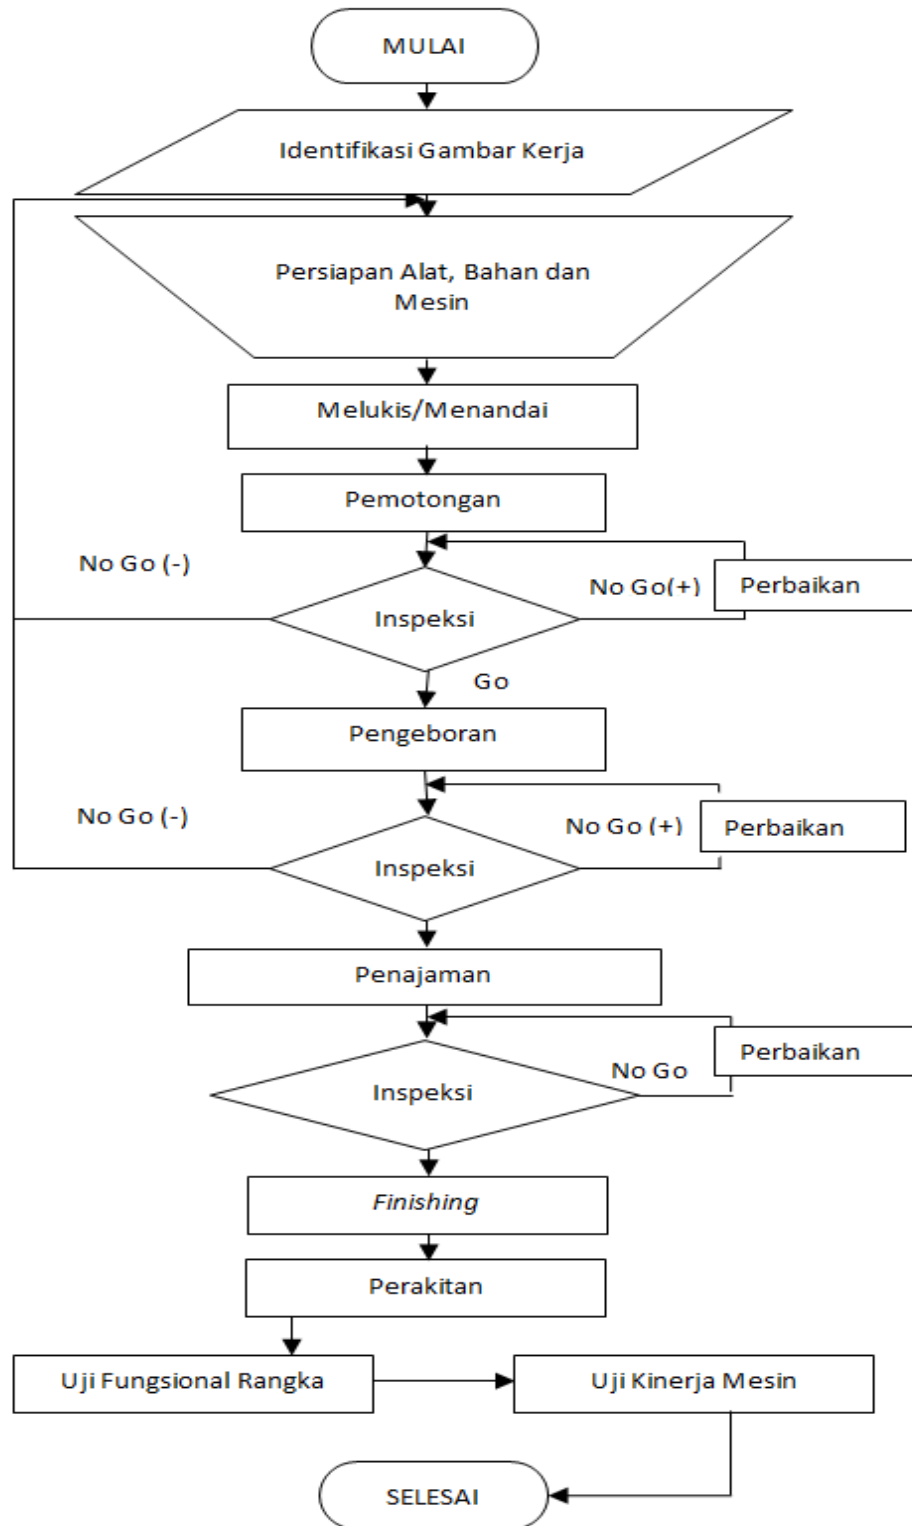 MULAI
Identifikasi Gambar Kerja
Persiapan Alat, Bahan dan
Mesin
Melukis/Menandai
Pemotongan
No Go (-)
No Go(+)
Perbaikan
Inspeksi
Go
Pengeboran
No Go (-)
No Go (+)
Perbaikan
Inspeksi
Penajaman
Perbaikan
No Go
Inspeksi
Finishing
Perakitan
Uji Fungsional Rangka
Uji Kinerja Mesin
SELESAI